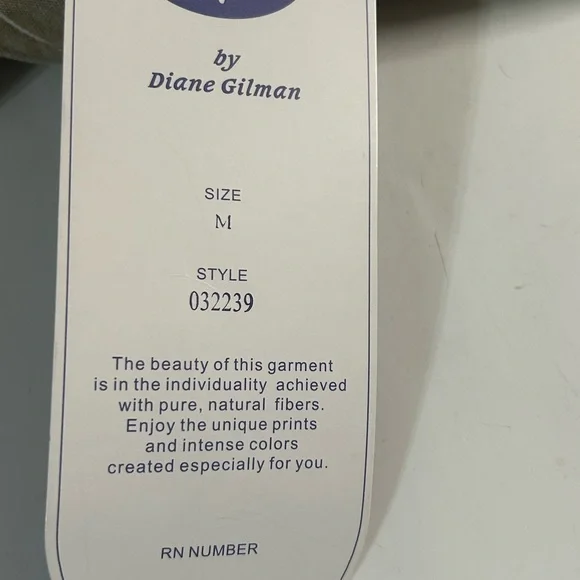 by
Diane Gilman
SIZE
M
STYLE
032239
The beauty of this garment
is in the individuality achieved
with pure, natural fibers.
Enjoy the unique prints
and intense colors
created especially for you.
RN NUMBER